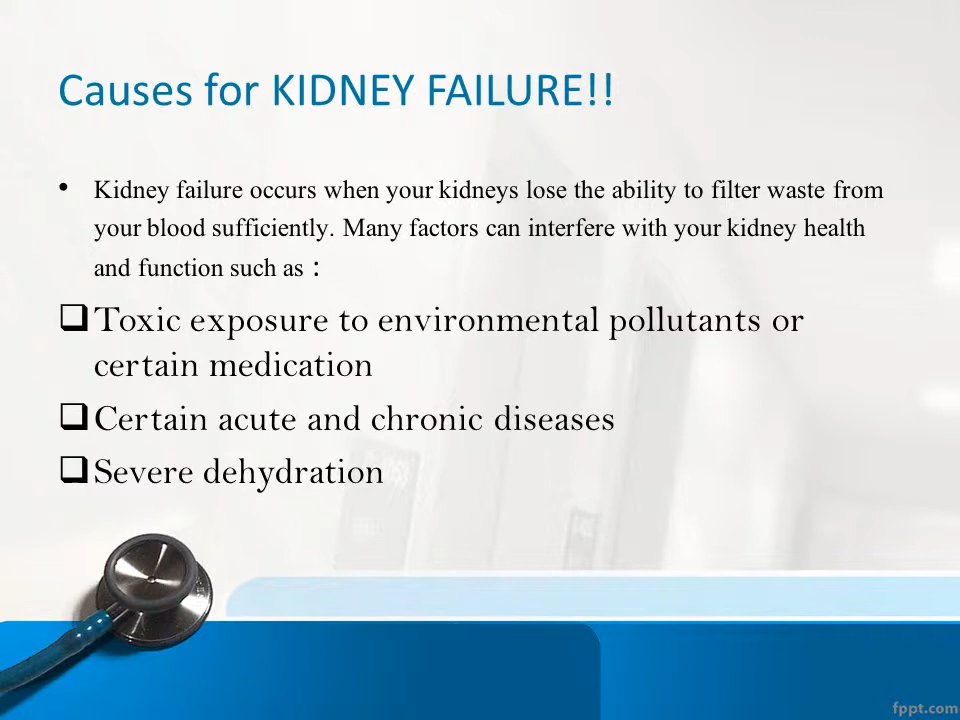 Causes for KIDNEY FAILURE!!
• Kidney failure occurs when your kidneys lose the ability to filter waste from
your blood sufficiently. Many factors can interfere with your kidney health
and function such as :
❑Toxic exposure to environmental pollutants or
certain medication
❑Certain acute and chronic diseases
❑Severe dehydration
fppt.com